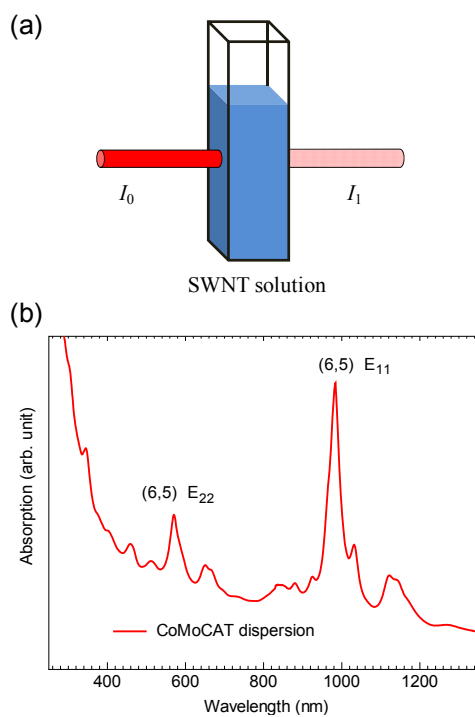 (a)
I0
I1
SWNT solution
(b)
(6,5) E11
(6,5) E22
Absorption (arb. unit)
CoMoCAT dispersion
400 600 800 1000 1200
Wavelength (nm)